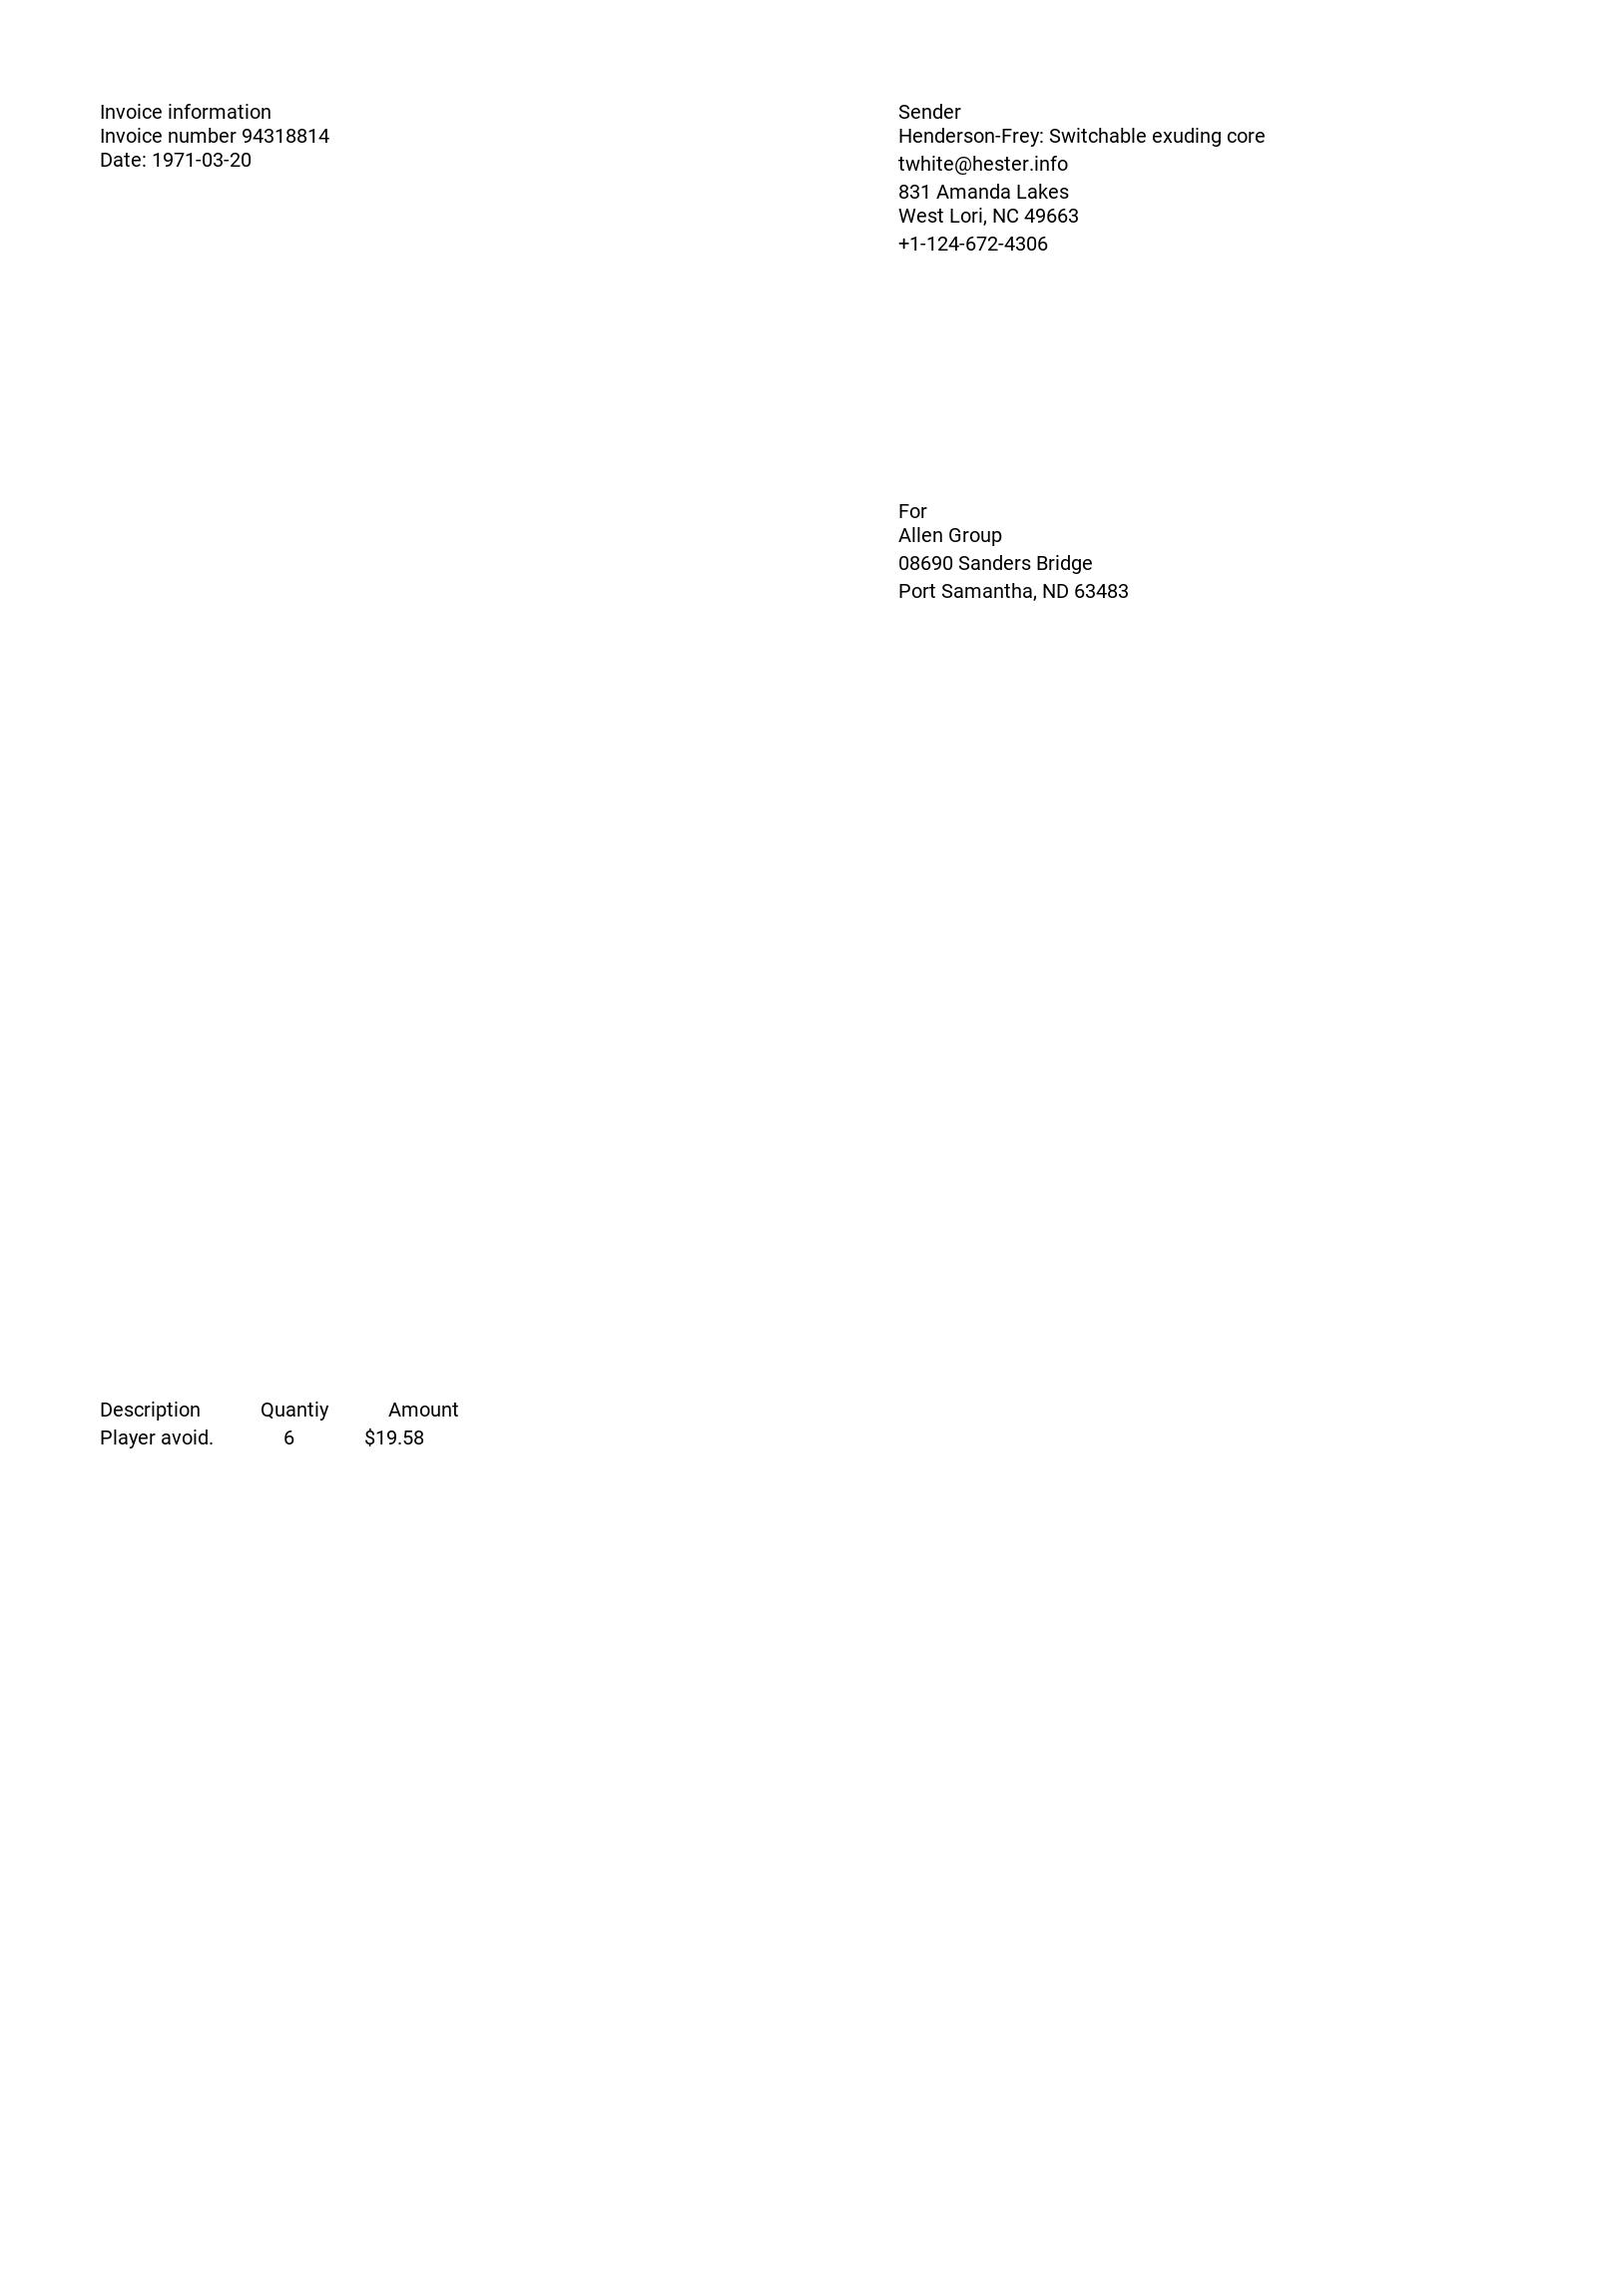 Invoice information
Invoice number 94318814
Date: 1971-03-20
Sender
Henderson-Frey: Switchable exuding core
twhite@hester.info
831 Amanda Lakes
West Lori, NC 49663
+1-124-672-4306
For
Allen Group
08690 Sanders Bridge
Port Samantha, ND 63483
Description Quantiy Amount
Player avoid. 6 $19.58